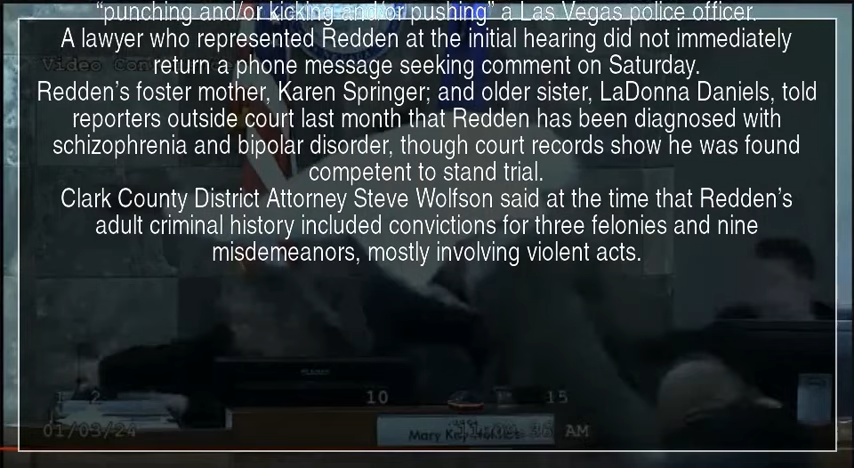 "punching and/or kicking and/or pushing" a Las Vegas police officer.
A lawyer who represented Redden at the initial hearing did not immediately
return a phone message seeking comment on Saturday.
Redden's foster mother, Karen Springer; and older sister, LaDonna Daniels, told
reporters outside court last month that Redden has been diagnosed with
schizophrenia and bipolar disorder, though court records show he was found
competent to stand trial.
Clark County District Attorney Steve Wolfson said at the time that Redden's
adult criminal history included convictions for three felonies and nine
misdemeanors, mostly involving violent acts.
1 2 10 15
01/03/24 Mary Kay AM